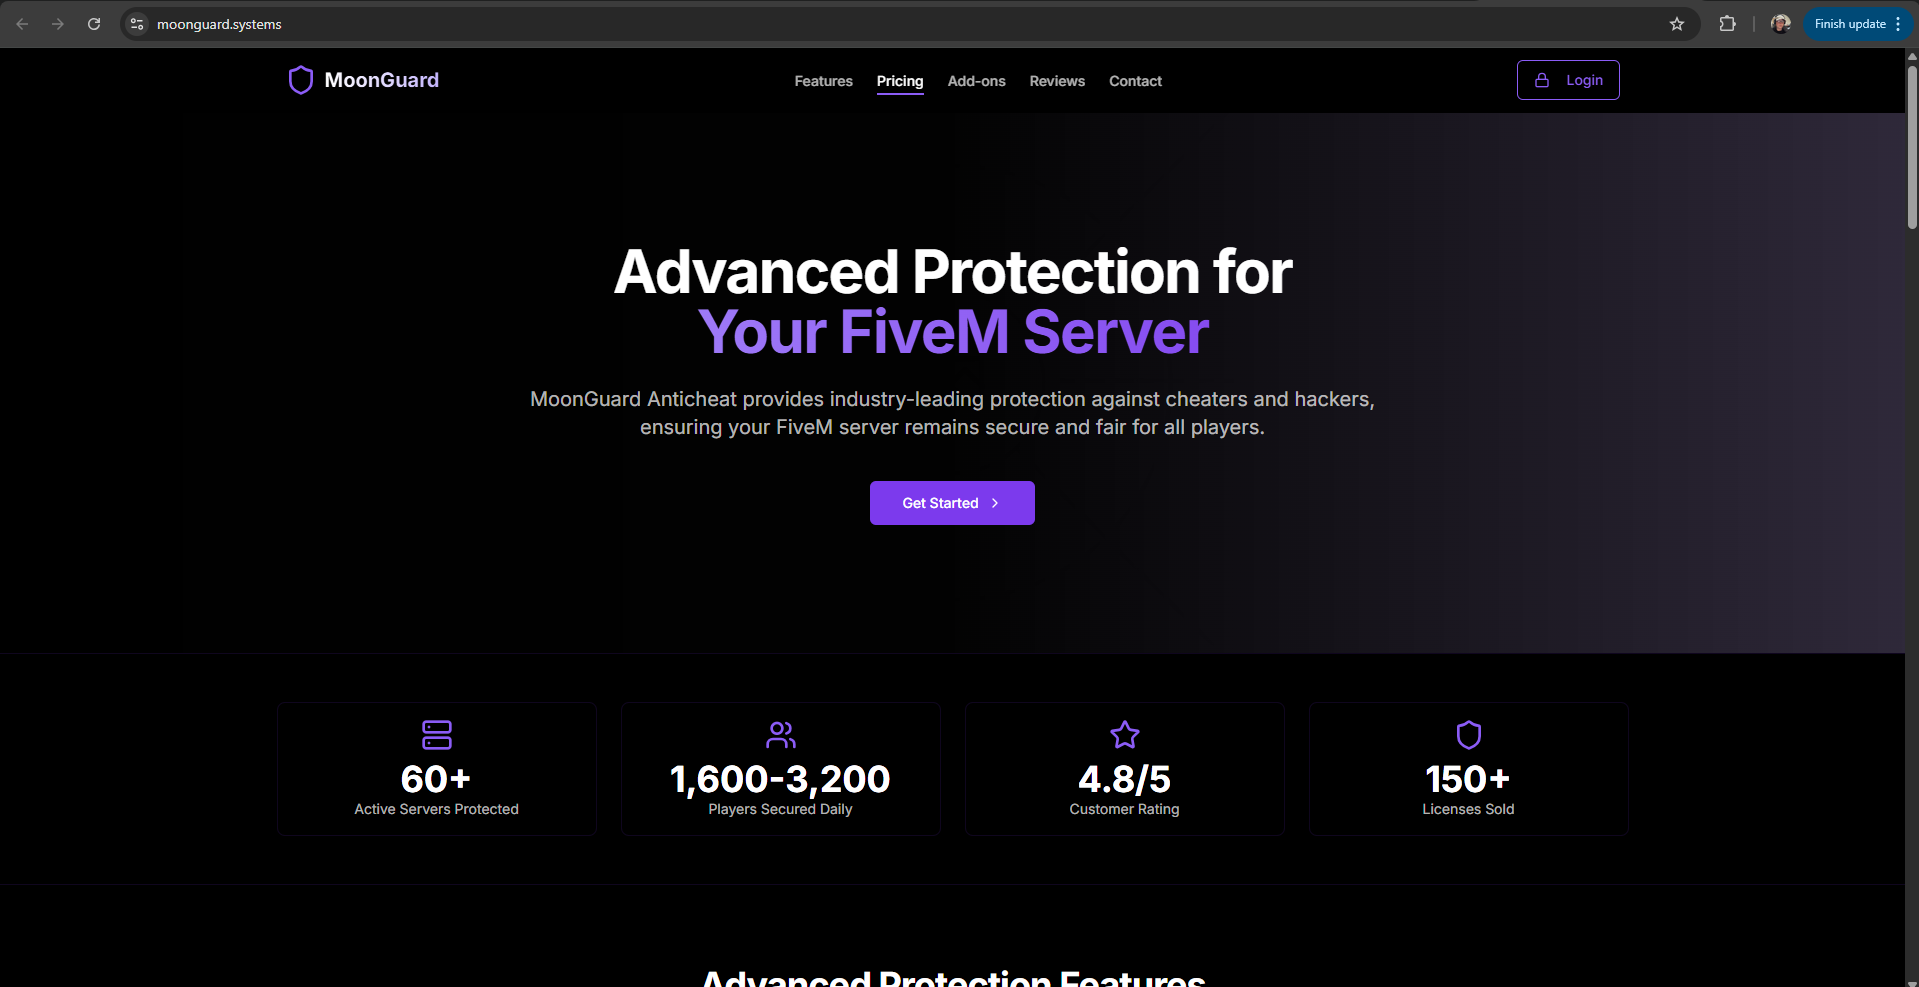 moonguard.systems
Finish update
MoonGuard
Features
Pricing
Add-ons
Reviews
Contact
Login
Advanced Protection for
Your FiveM Server
MoonGuard Anticheat provides industry-leading protection against cheaters and hackers,
ensuring your FiveM server remains secure and fair for all players.
Get Started
60+
Active Servers Protected
1,600-3,200
Players Secured Daily
4.8/5
Customer Rating
150+
Licenses Sold
Advanced Protection Features